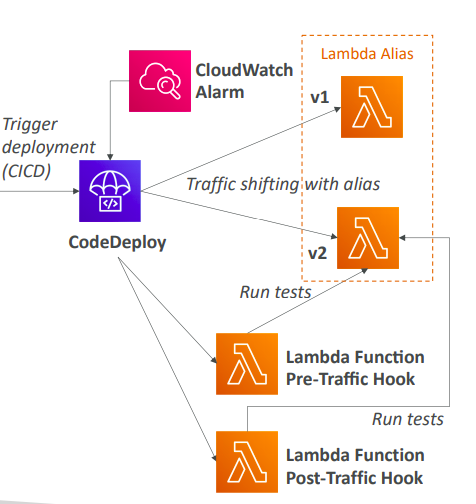 Lambda Alias
CloudWatch
Alarm
v1
Trigger
deployment
(CICD)
Traffic shifting with alias
CodeDeploy
v2
Run tests
Lambda Function
Pre-Traffic Hook
Run tests
Lambda Function
Post-Traffic Hook